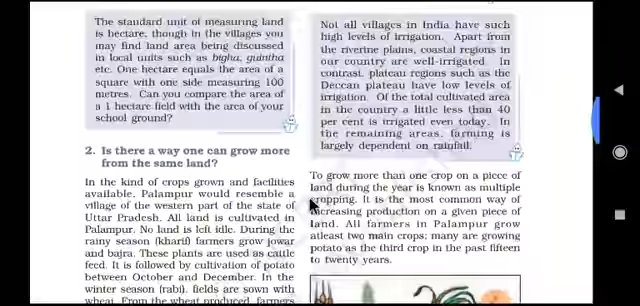 The standard unit of measuring land
is hectare, though in the villages you
may find land area being discussed
in local units such as bigha, guintha
etc. One hectare equals the area of a
square with one side measuring 100
metres. Can you compare the area of
a 1 hectare field with the area of your
school ground?
2. Is there a way one can grow more
from the same land?
In the kind of crops grown and facilities
available, Palampur would resemble a
village of the western part of the state of
Uttar Pradesh. All land is cultivated in
Palampur. No land is left idle. During the
rainy season (kharif) farmers grow jowar
and bajra. These plants are used as cattle
feed. It is followed by cultivation of potato
between October and December. In the
winter season (rabi), fields are sown with
wheat. From the wheat produced, farmers
Not all villages in India have such
high levels of irrigation. Apart from
the riverine plains, coastal regions in
our country are well-irrigated. In
contrast, plateau regions such as the
Deccan plateau have low levels of
irrigation. Of the total cultivated area
in the country a little less than 40
per cent is irrigated even today. In
the remaining areas, farming is
largely dependent on rainfall.
To grow more than one crop on a piece of
land during the year is known as multiple
cropping. It is the most common way of
increasing production on a given piece of
land. All farmers in Palampur grow
atleast two main crops; many are growing
potato as the third crop in the past fifteen
to twenty years.